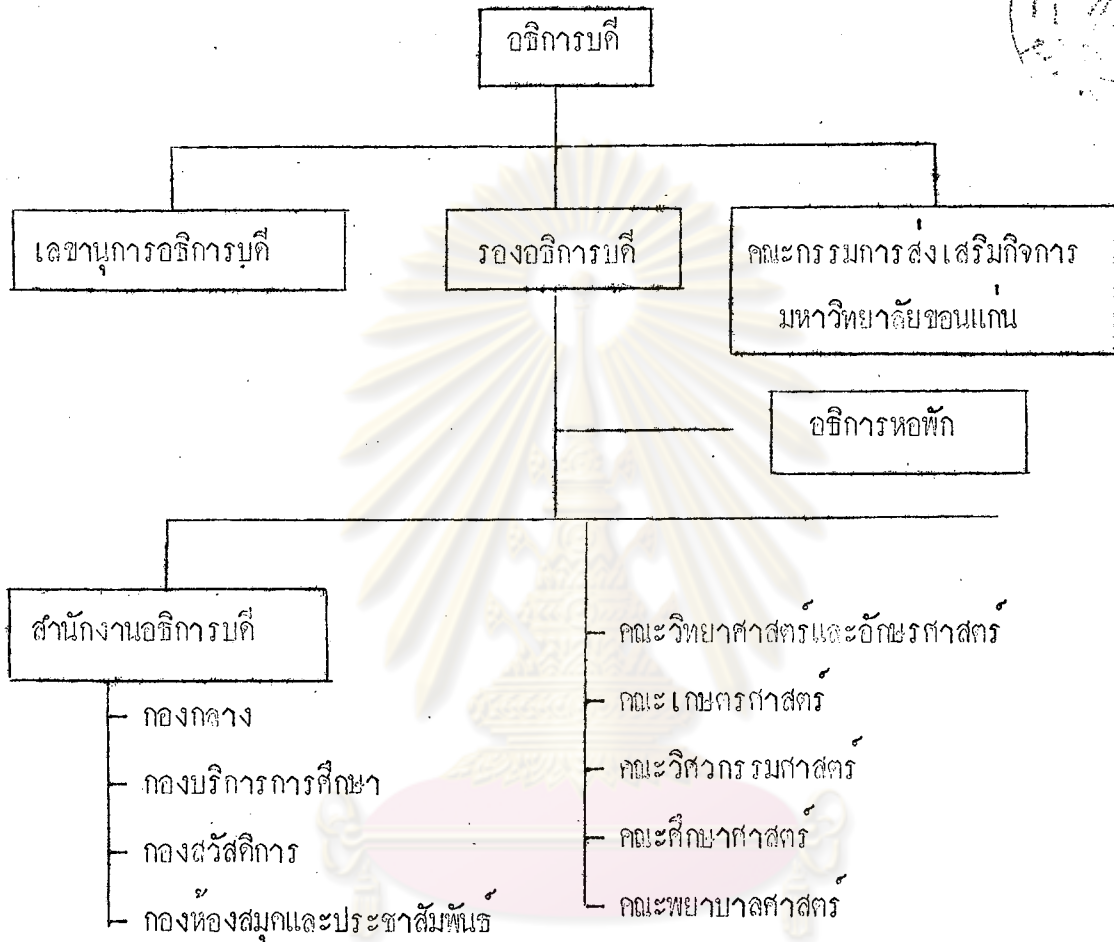 อธิการบดี
เลขานุการอธิการบดี
รองอธิการบดี
คณะกรรมการส่งเสริมกิจการ
มหาวิทยาลัยขอนแก่น
อธิการหอพัก
สำนักงานอธิการบดี
กองกลาง
กองบริการการศึกษา
กองสวัสดิการ
กองห้องสมุดและประชาสัมพันธ์
คณะวิทยาศาสตร์และอักษรศาสตร์
คณะเกษตรศาสตร์
คณะวิศวกรรมศาสตร์
คณะศึกษาศาสตร์
คณะพยาบาลศาสตร์